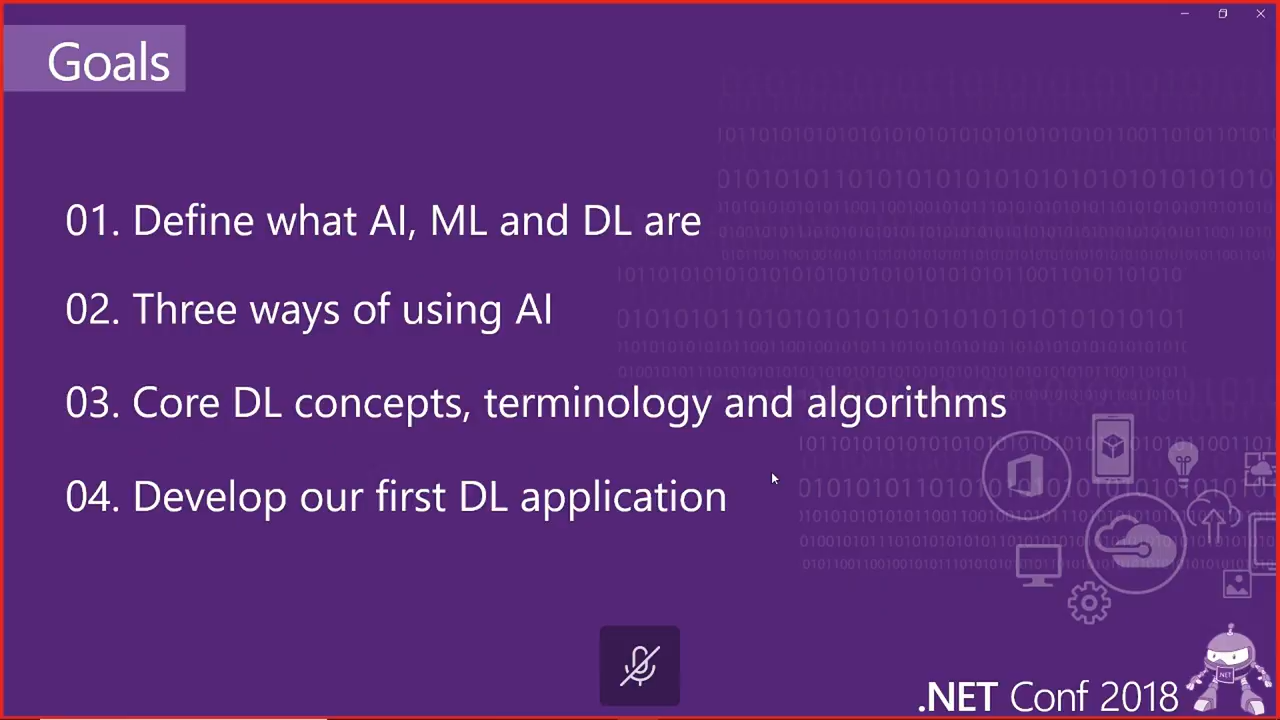 Goals
01. Define what AI, ML and DL are
02. Three ways of using AI
03. Core DL concepts, terminology and algorithms
04. Develop our first DL application
.NET Conf 2018
.NET